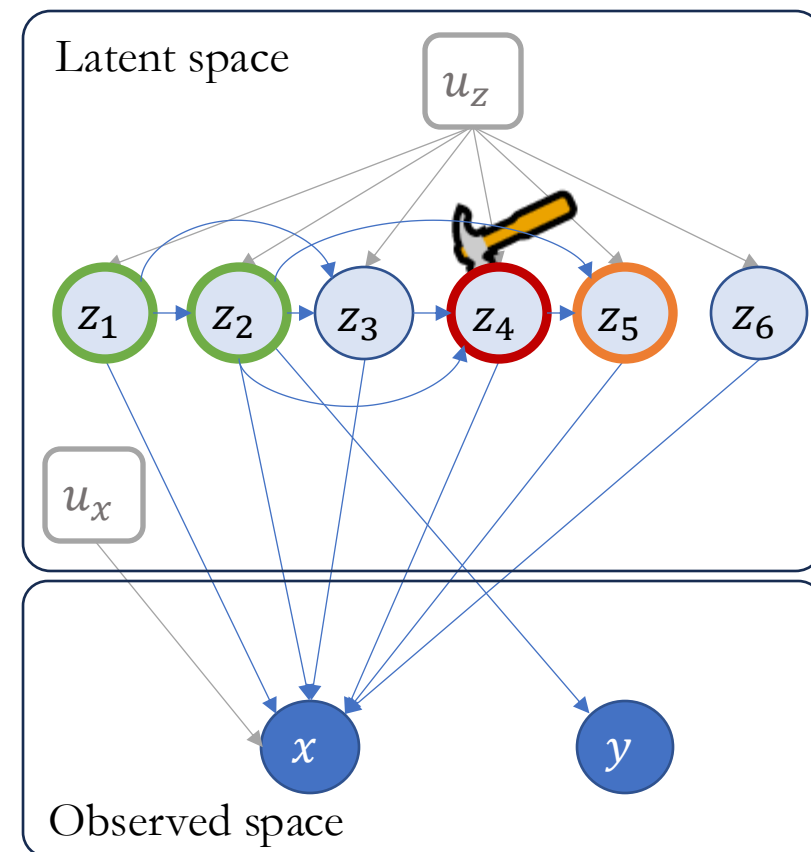 Latent space
u_z
z_1 z_2 z_3 z_4 z_5 z_6
u_x
x y
Observed space